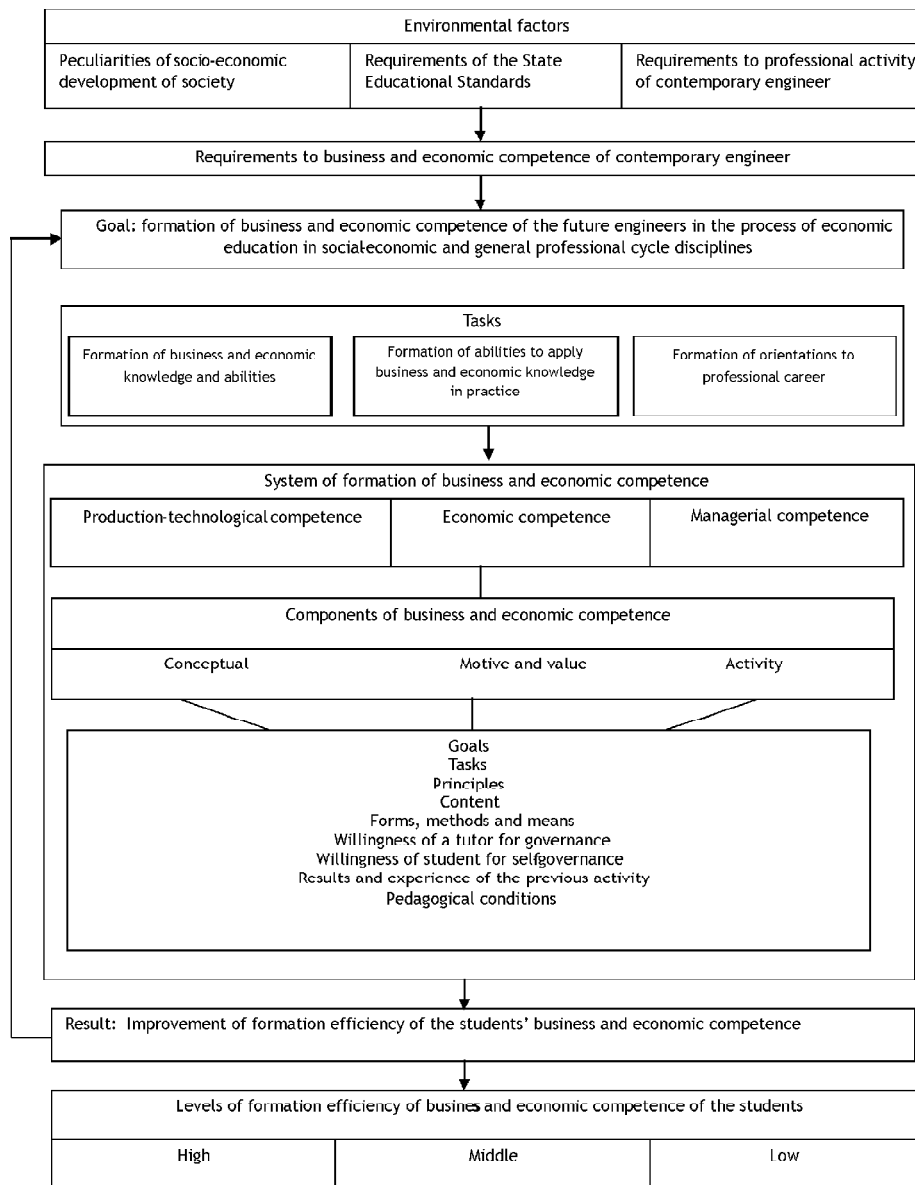 Environmental factors
Peculiarities of socio-economic
development of society
Requirements of the State
Educational Standards
Requirements to professional activity
of contemporary engineer
Requirements to business and economic competence of contemporary engineer
Goal: formation of business and economic competence of the future engineers in the process of economic
education in social-economic and general professional cycle disciplines
Tasks
Formation of business and economic
knowledge and abilities
Formation of abilities to apply
business and economic knowledge
in practice
Formation of orientations to
professional career
System of formation of business and economic competence
Production-technological competence
Economic competence
Managerial competence
Components of business and economic competence
Conceptual
Motive and value
Activity
Goals
Tasks
Principles
Content
Forms, methods and means
Willingness of a tutor for governance
Willingness of student for selfgovernance
Results and experience of the previous activity
Pedagogical conditions
Result: Improvement of formation efficiency of the students’ business and economic competence
Levels of formation efficiency of busines and economic competence of the students
High
Middle
Low